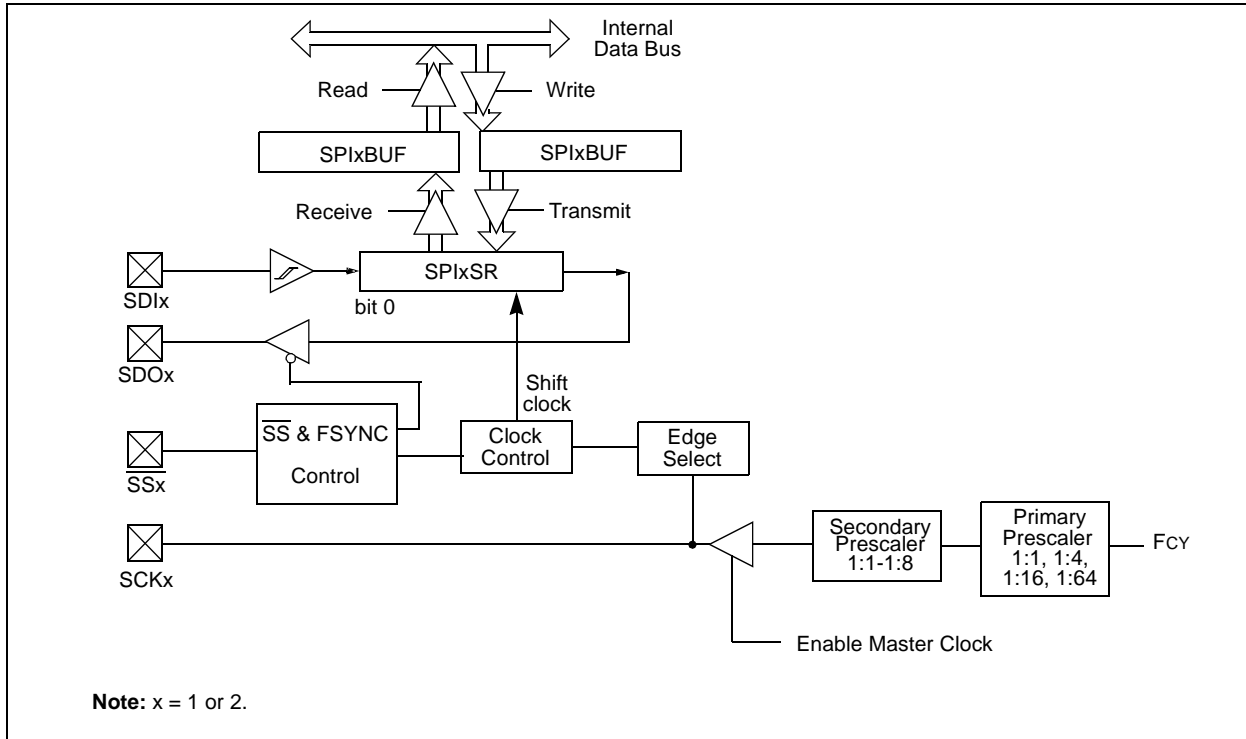 Internal
Data Bus
Read
Write
SPIxBUF
SPIxBUF
Receive
Transmit
SDIx
SPIxSR
bit 0
SDOx
Shift
clock
SS & FSYNC
Control
Clock
Control
Edge
Select
SSx
SCKx
Secondary
Prescaler
1:1-1:8
Primary
Prescaler
1:1, 1:4,
1:16, 1:64
FCY
Enable Master Clock
Note: x = 1 or 2.